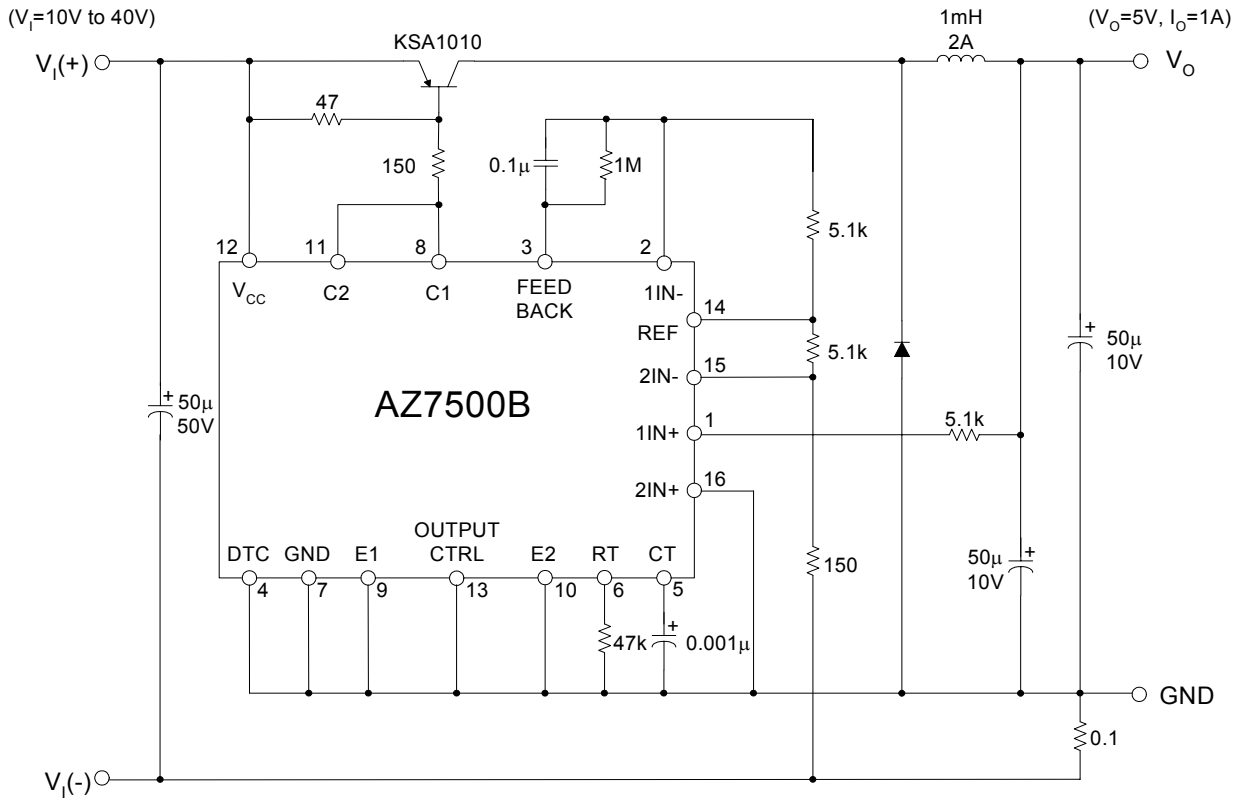 (VI=10V to 40V)
1mH
2A
(VO=5V, IO=1A)
VI(+)
KSA1010
VO
47
150
0.1μ
1M
5.1k
12
11
8
3
2
VCC
C2
C1
FEED
BACK
1IN-
14
REF
5.1k
50μ
10V
15
2IN-
50μ
50V
AZ7500B
1
1IN+
5.1k
16
2IN+
DTC
GND
E1
OUTPUT
CTRL
E2
RT
CT
150
50μ
10V
4
7
9
13
10
6
5
47k
0.001μ
GND
0.1
VI(-)
+
+
+
+